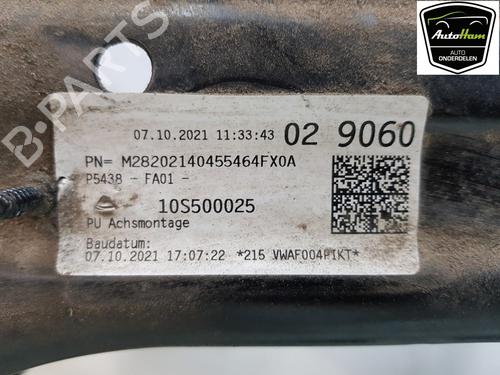 AutoHam
AUTO
ONDERDELEN
B-PARTS
07.10.2021 11:33:43 02 9060
PN= M28202140455464FX0A
P5438 - FA01 -
10S500025
PU Achsmontage
Baudatum:
07.10.2021 17:07:22 *215 VWAF004PIKT*